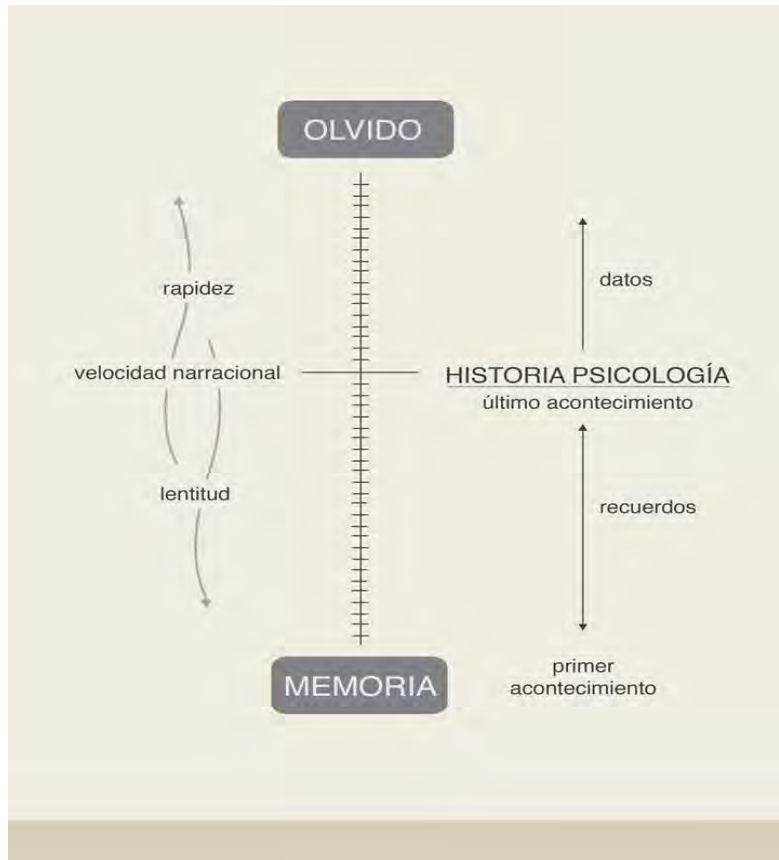 OLVIDO
rapidez
datos
velocidad narracional
HISTORIA PSICOLOGÍA
último acontecimiento
lentitud
recuerdos
MEMORIA
primer
acontecimiento